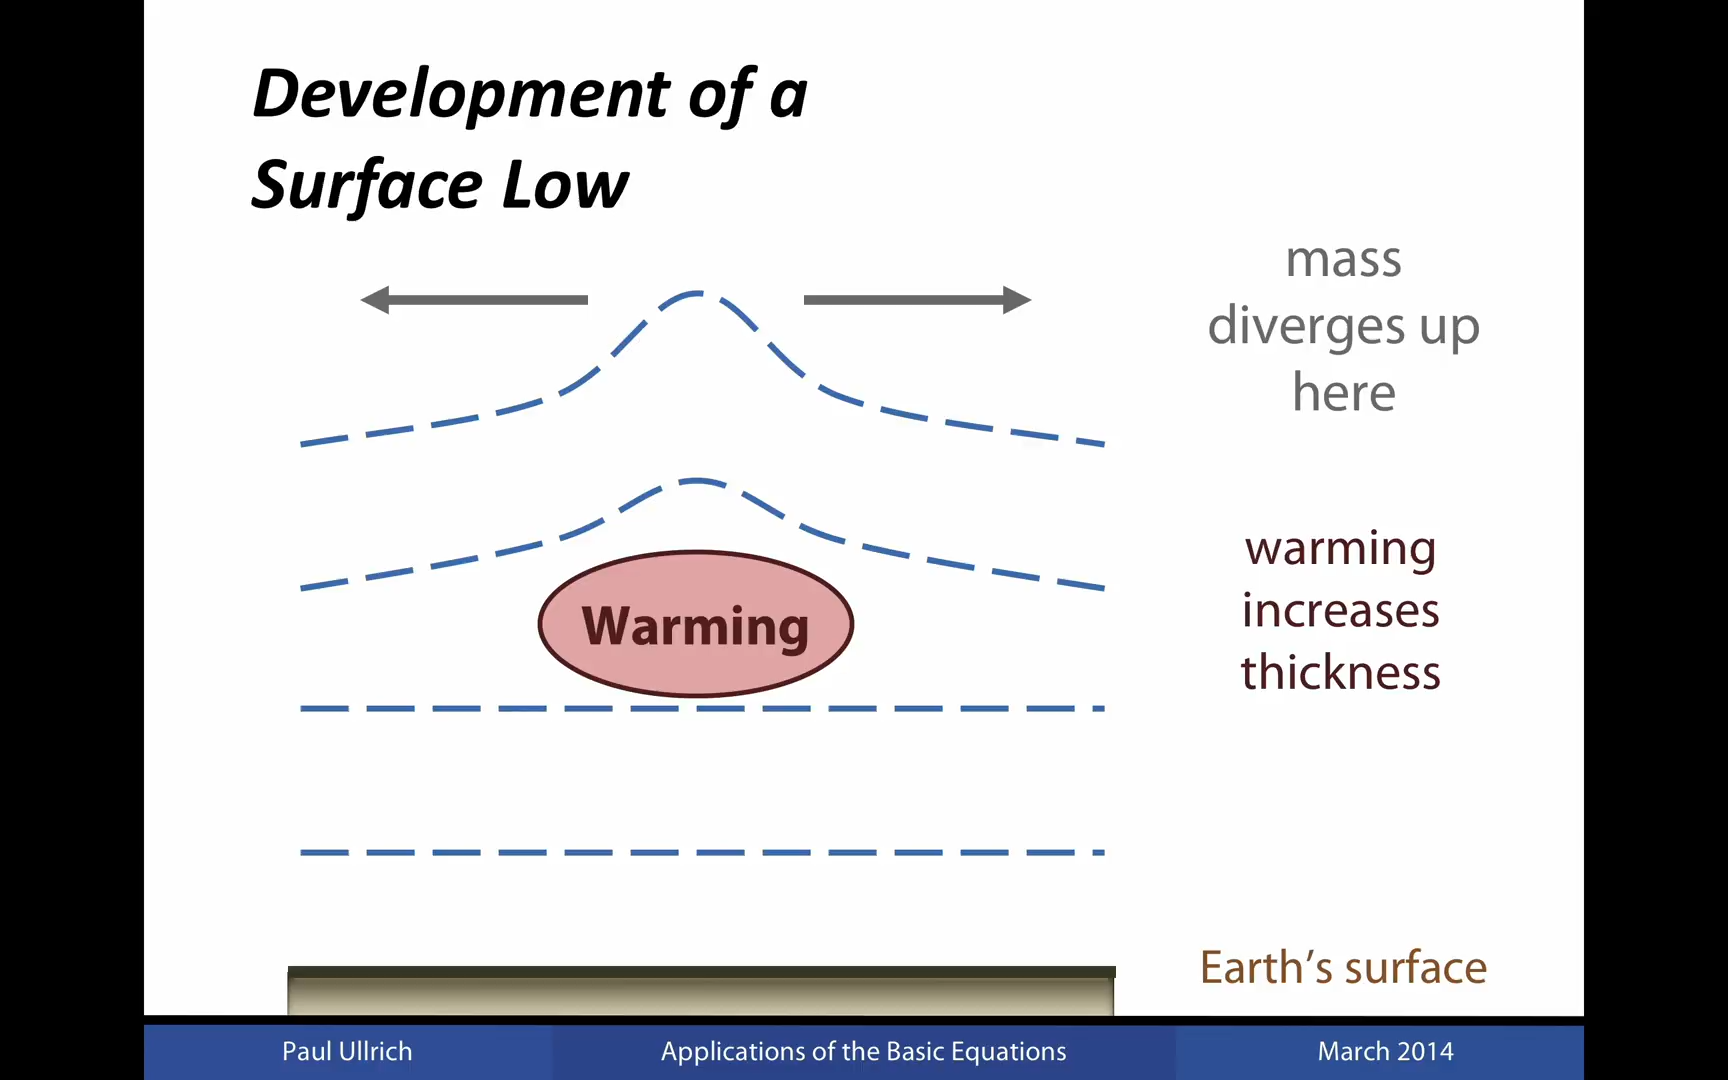 Development of a
Surface Low
mass
diverges up
here
warming
increases
thickness
Warming
Earth’s surface
Paul Ullrich
Applications of the Basic Equations
March 2014